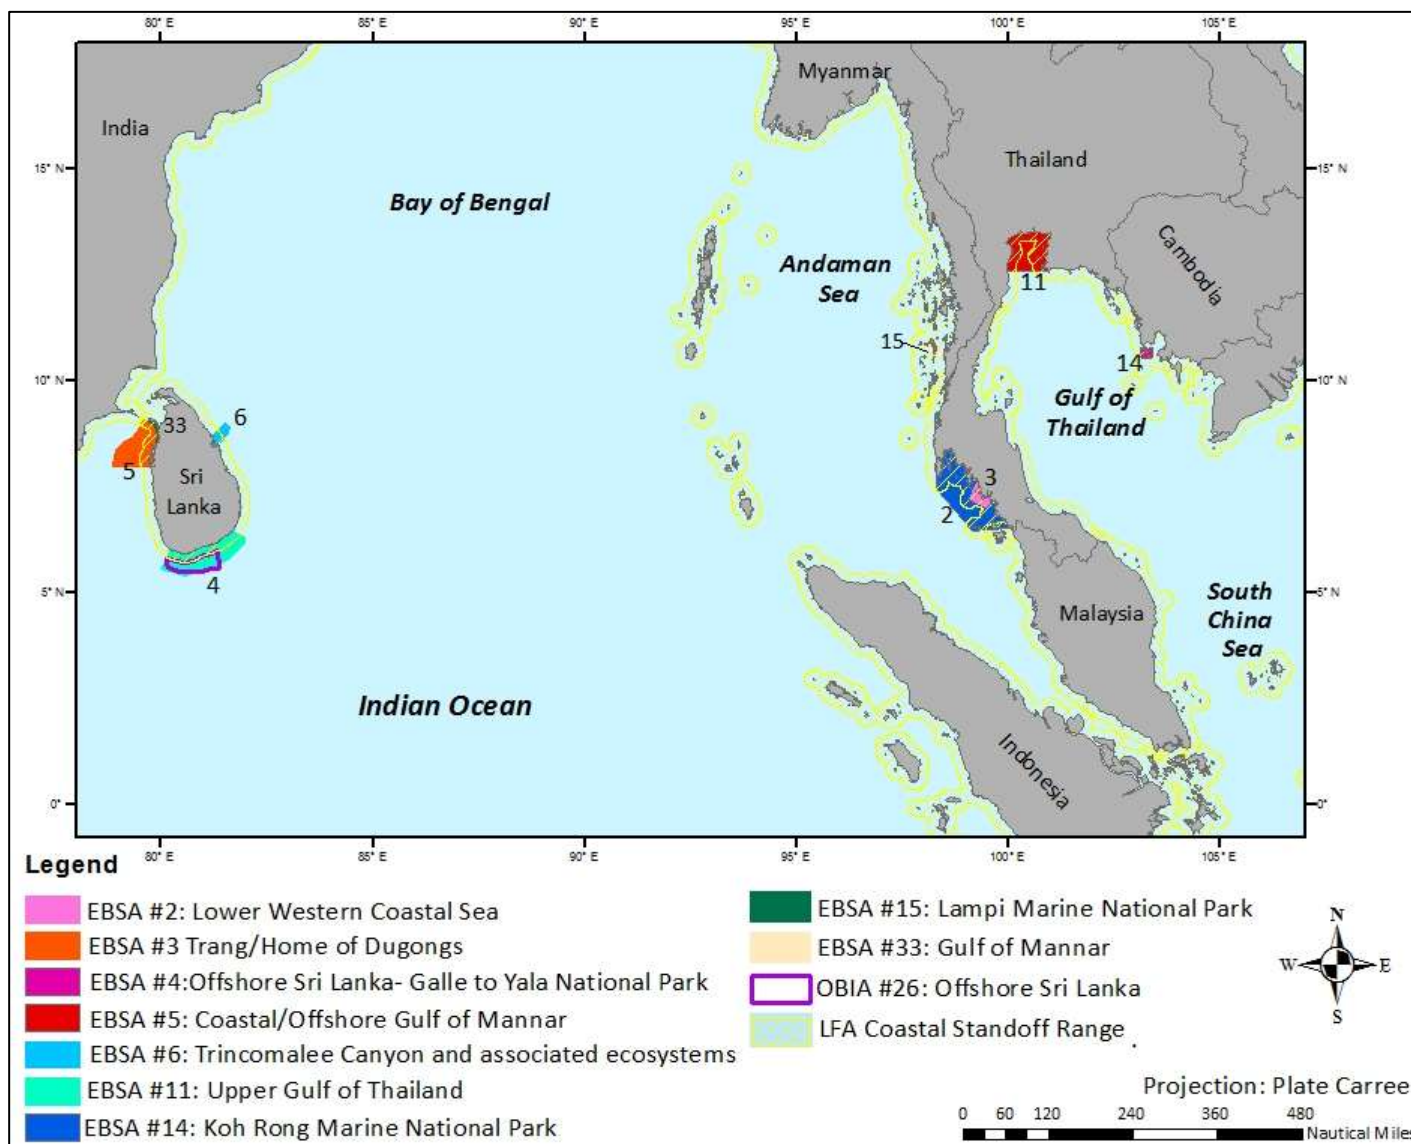 80° E 85° E 90° E 95° E 100° E 105° E
Myanmar
India
Thailand
15° N 15° N
Bay of Bengal
Cambodia
Andaman
Sea
11
15
14
10° N 10° N
Gulf of
Thailand
6
33
5
Sri
Lanka
3
2
4
5° N 5° N
Malaysia
South
China
Sea
Indian Ocean
Indonesia
0° 0°
80° E 85° E 90° E 95° E 100° E 105° E
Legend
EBSA #2: Lower Western Coastal Sea
EBSA #3 Trang/Home of Dugongs
EBSA #4:Offshore Sri Lanka- Galle to Yala National Park
EBSA #5: Coastal/Offshore Gulf of Mannar
EBSA #6: Trincomalee Canyon and associated ecosystems
EBSA #11: Upper Gulf of Thailand
EBSA #14: Koh Rong Marine National Park
EBSA #15: Lampi Marine National Park
EBSA #33: Gulf of Mannar
OBIA #26: Offshore Sri Lanka
LFA Coastal Standoff Range
N
W E
S
Projection: Plate Carree
0 60 120 240 360 480
Nautical Miles